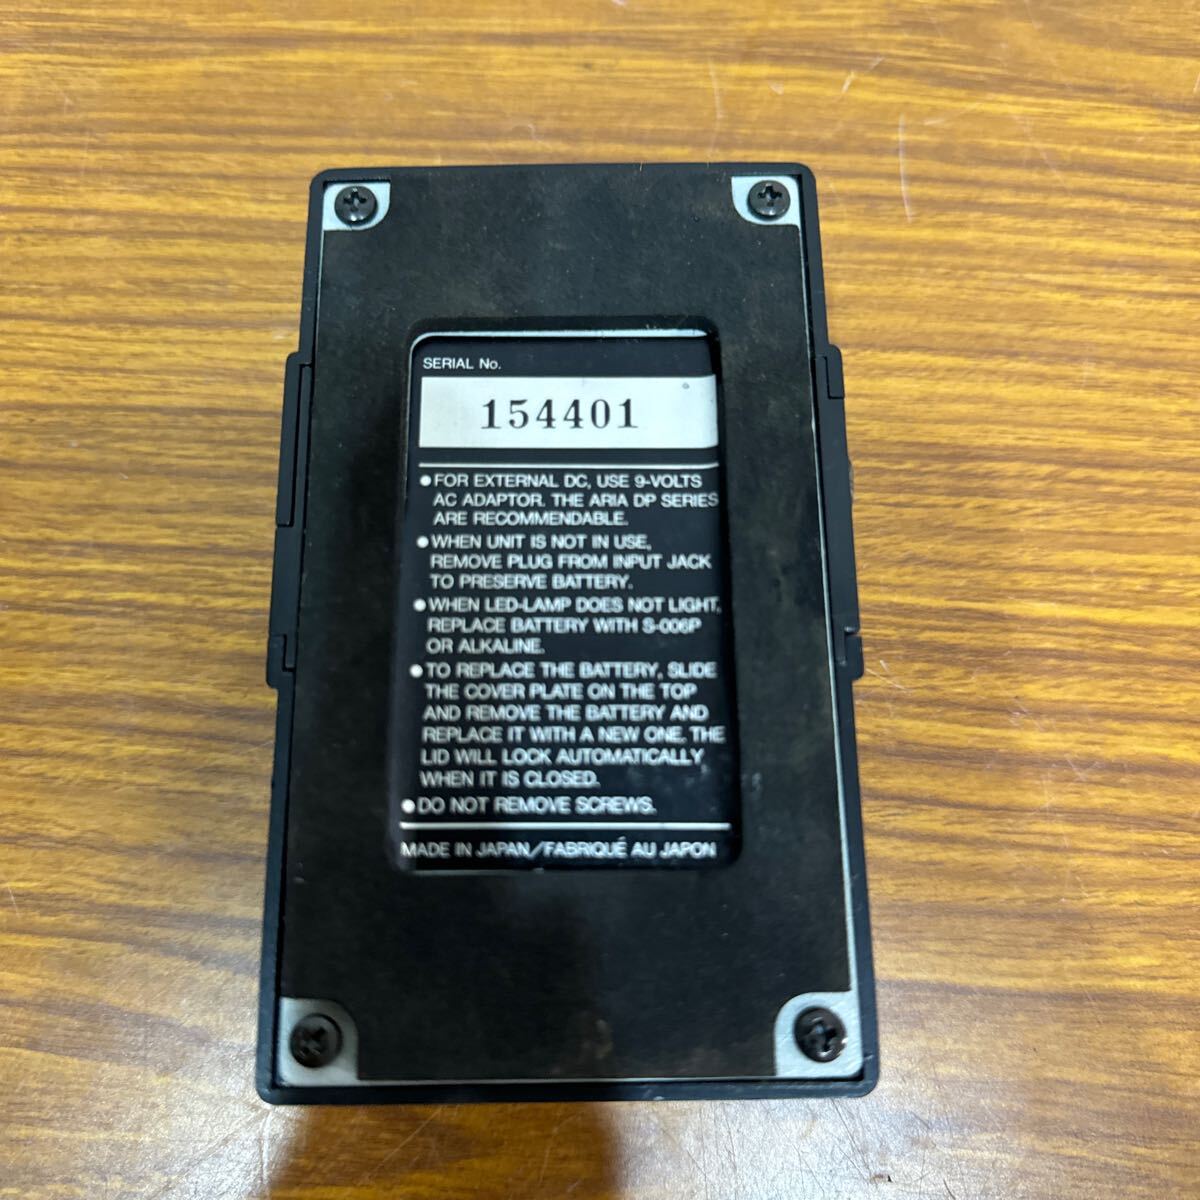 SERIAL No.
154401
● FOR EXTERNAL DC, USE 9-VOLTS
AC ADAPTOR. THE ARIA DP SERIES
ARE RECOMMENDABLE.
● WHEN UNIT IS NOT IN USE,
REMOVE PLUG FROM INPUT JACK
TO PRESERVE BATTERY.
● WHEN LED-LAMP DOES NOT LIGHT,
REPLACE BATTERY WITH S-006P
OR ALKALINE.
● TO REPLACE THE BATTERY, SLIDE
THE COVER PLATE ON THE TOP
AND REMOVE THE BATTERY AND
REPLACE IT WITH A NEW ONE. THE
LID WILL LOCK AUTOMATICALLY
WHEN IT IS CLOSED.
● DO NOT REMOVE SCREWS.
MADE IN JAPAN/FABRIQUÉ AU JAPON